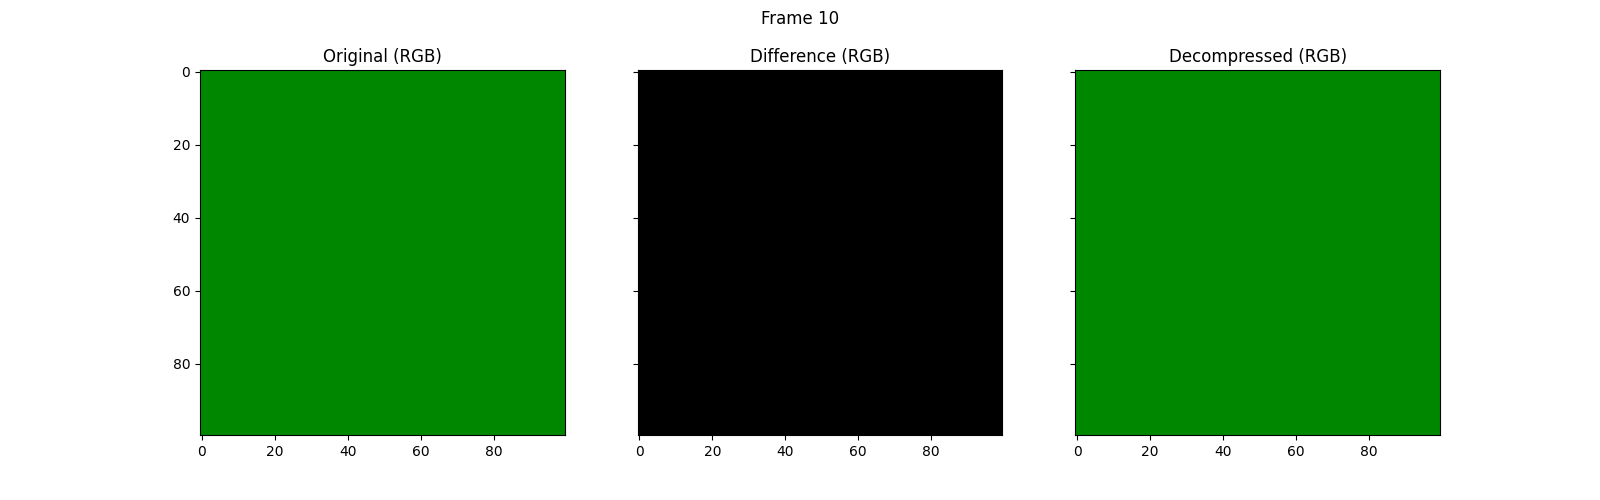 Frame 10
Original (RGB)
Difference (RGB)
Decompressed (RGB)
0
20
40
60
80
0 20 40 60 80
0 20 40 60 80
0 20 40 60 80